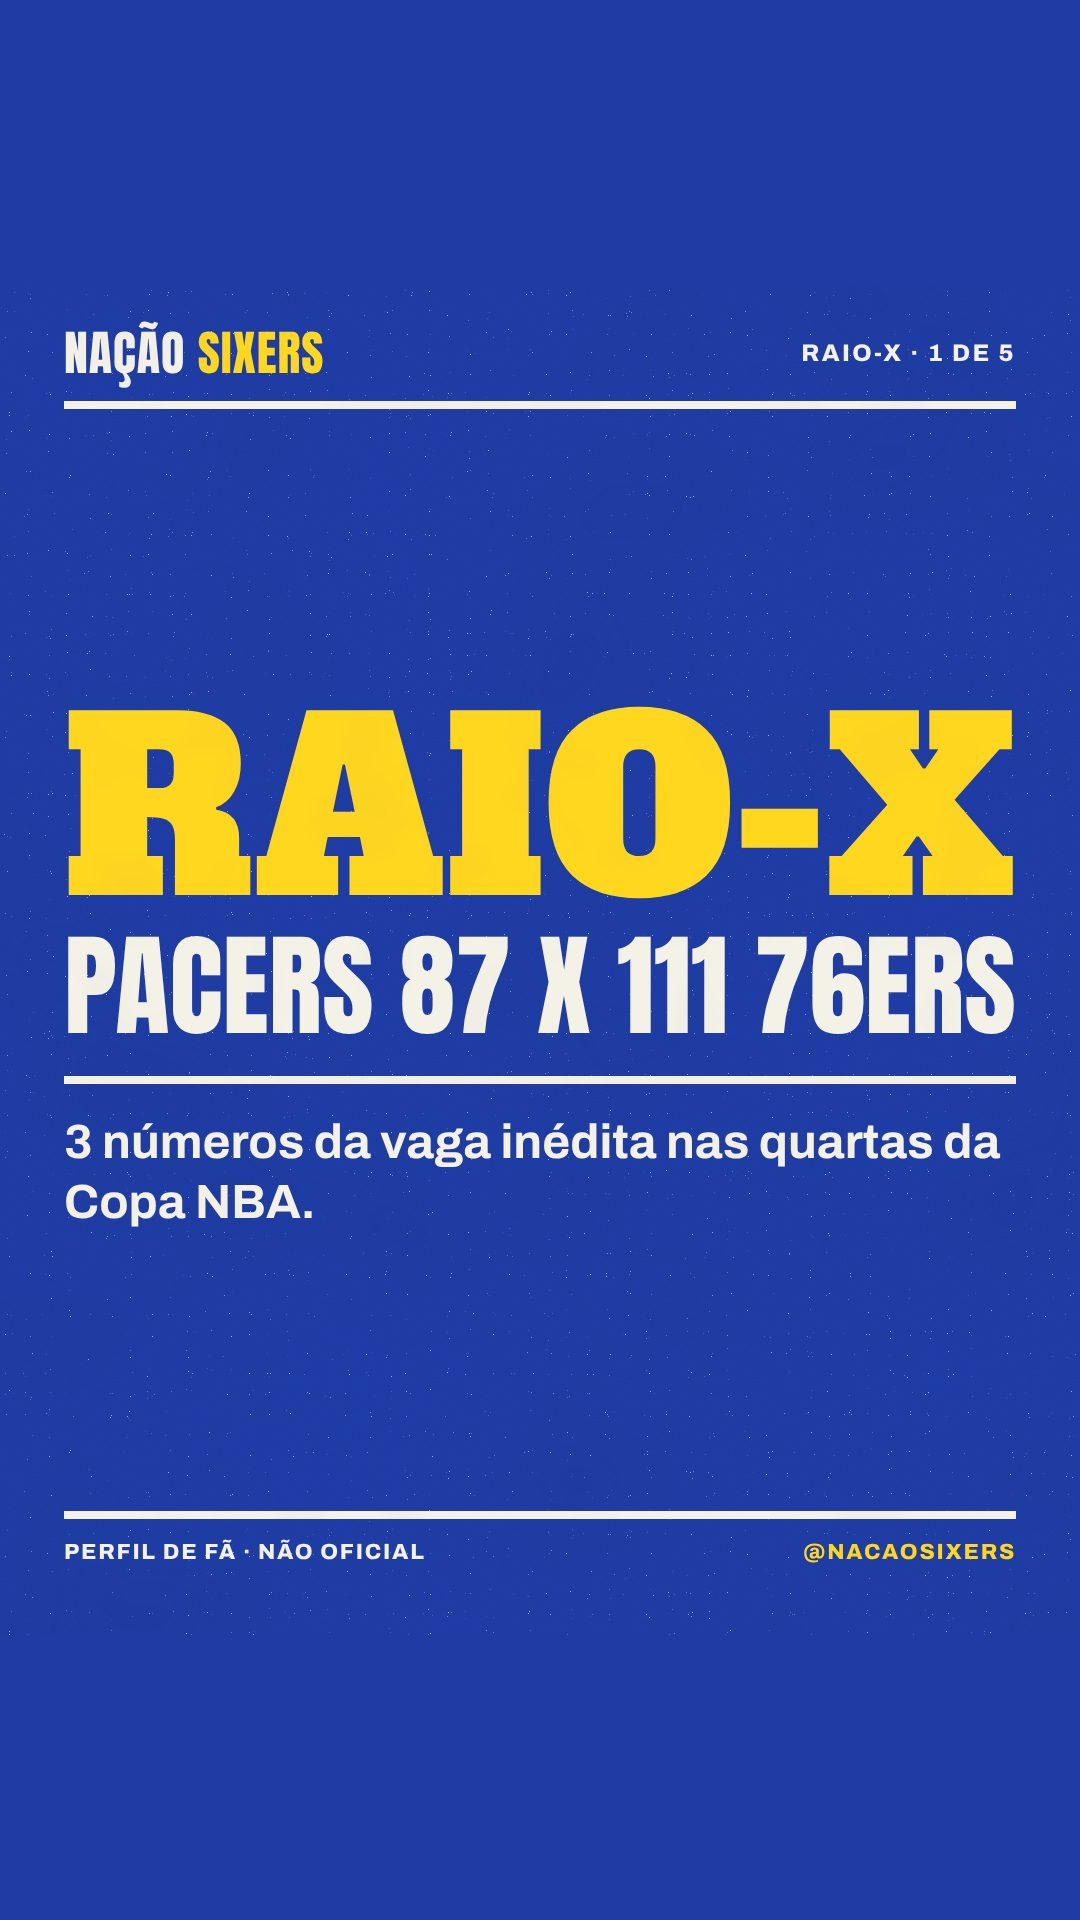 NAÇÃO SIXERS
RAIO-X · 1 DE 5
RAIO-X
PACERS 87 X 111 76ERS
3 números da vaga inédita nas quartas da
Copa NBA.
PERFIL DE FÃ · NÃO OFICIAL
@NACAOSIXERS